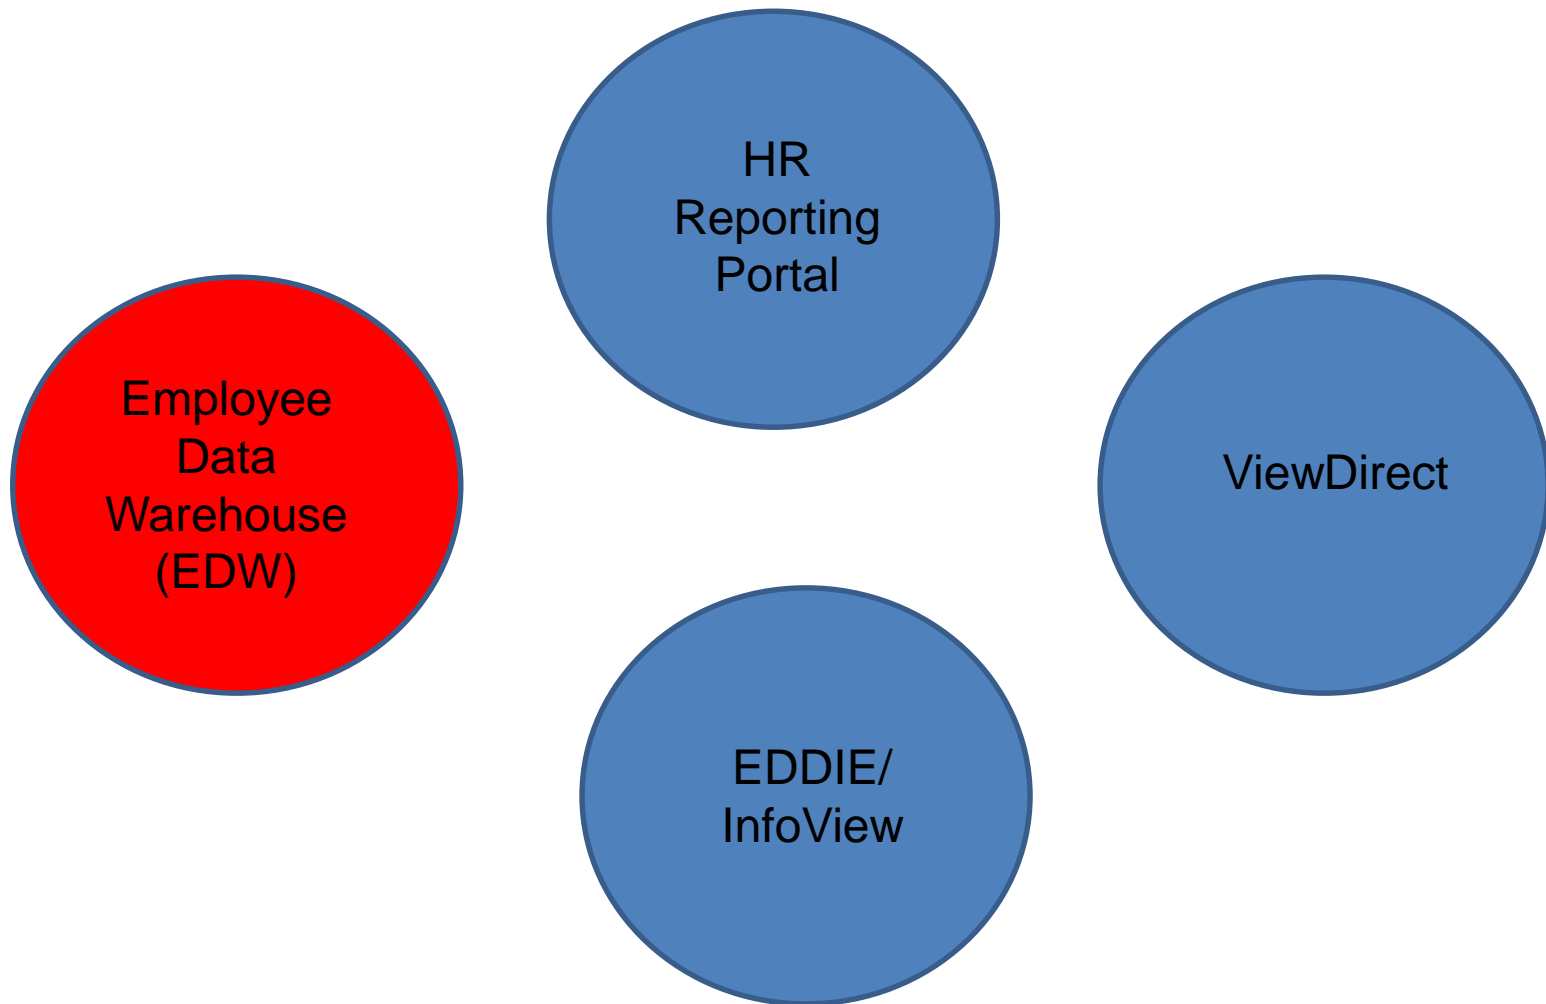 HR
Reporting
Portal
Employee
Data
Warehouse
(EDW)
ViewDirect
EDDIE/
InfoView